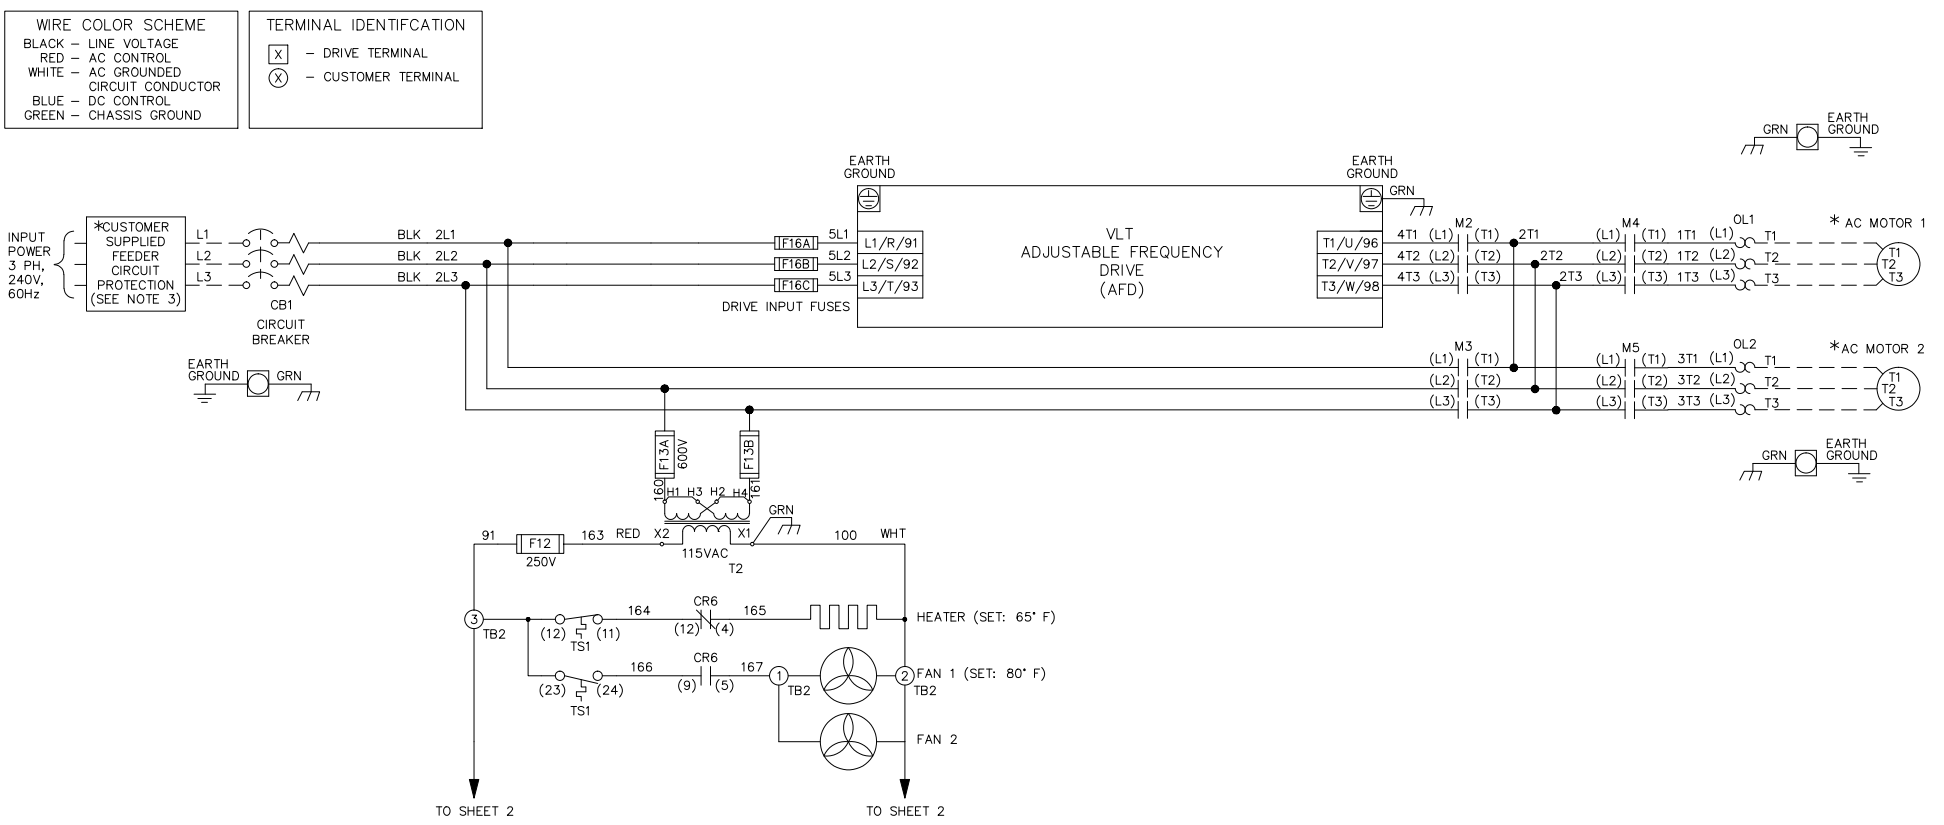 WIRE COLOR SCHEME
BLACK – LINE VOLTAGE
RED – AC CONTROL
WHITE – AC GROUNDED
CIRCUIT CONDUCTOR
BLUE – DC CONTROL
GREEN – CHASSIS GROUND
TERMINAL IDENTIFCATION
X – DRIVE TERMINAL
X – CUSTOMER TERMINAL
INPUT
POWER
3 PH,
240V,
60Hz
*CUSTOMER
SUPPLIED
FEEDER
CIRCUIT
PROTECTION
(SEE NOTE 3)
L1
L2
L3
CB1
CIRCUIT
BREAKER
BLK 2L1
BLK 2L2
BLK 2L3
F16A 5L1
F16B 5L2
F16C 5L3
DRIVE INPUT FUSES
EARTH
GROUND
L1/R/91
L2/S/92
L3/T/93
VLT
ADJUSTABLE FREQUENCY
DRIVE
(AFD)
EARTH
GROUND
GRN
T1/U/96
T2/V/97
T3/W/98
M2
4T1 (L1) (T1) 2T1
4T2 (L2) (T2) 2T2
4T3 (L3) (T3) 2T3
M4
(L1) (T1) 1T1 (L1) T1
(L2) (T2) 1T2 (L2) T2
(L3) (T3) 1T3 (L3) T3
OL1
* AC MOTOR 1
T1
T2
T3
GRN
EARTH
GROUND
EARTH
GROUND
GRN
M3
(L1) (T1)
(L2) (T2)
(L3) (T3)
M5
(L1) (T1) 3T1 (L1) T1
(L2) (T2) 3T2 (L2) T2
(L3) (T3) 3T3 (L3) T3
OL2
*AC MOTOR 2
T1
T2
T3
GRN
EARTH
GROUND
F13A
600V
F13B
160
161
H1 H3 H2 H4
GRN
91
F12
250V
163 RED X2
X1
115VAC
T2
100 WHT
3
TB2
(12) (11)
TS1
164
CR6
(12) (4)
165
HEATER (SET: 65° F)
(23) (24)
TS1
166
CR6
(9) (5)
167
1
TB2
2
TB2
FAN 1 (SET: 80° F)
FAN 2
TO SHEET 2
TO SHEET 2